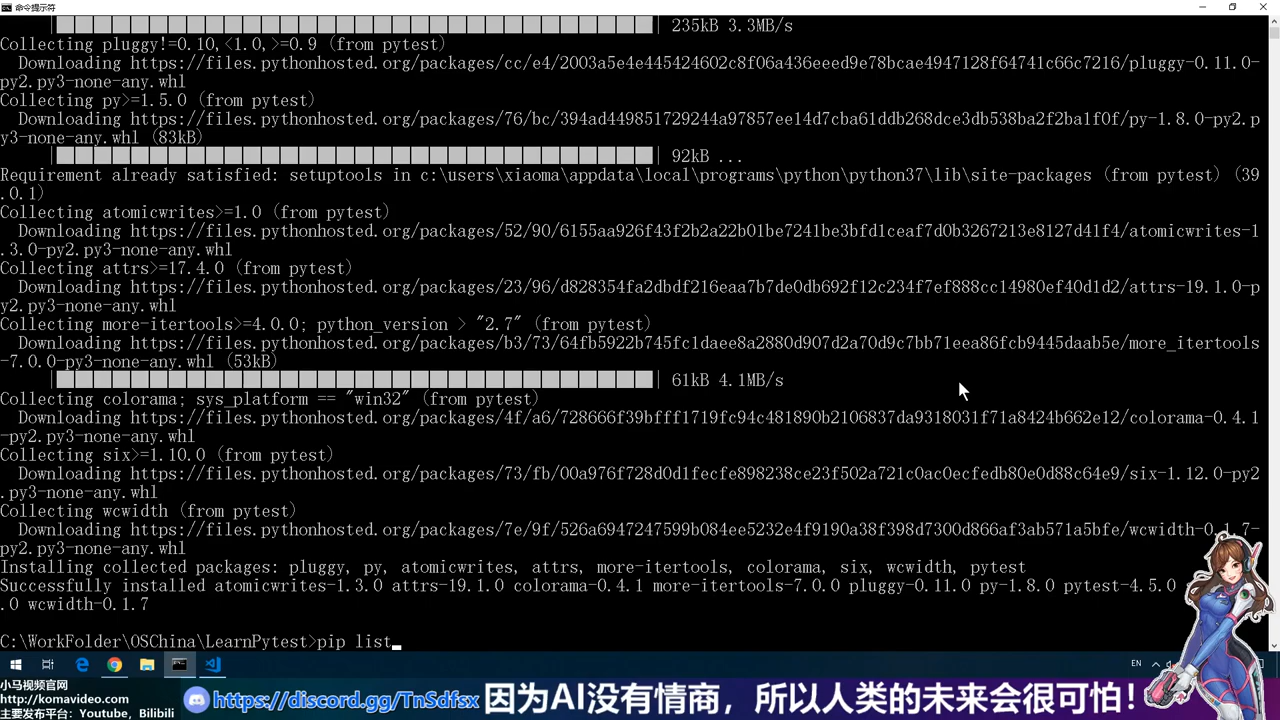 命令提示符
235kB 3.3MB/s
Collecting pluggy!=0.10,<1.0,>=0.9 (from pytest)
  Downloading https://files.pythonhosted.org/packages/cc/e4/2003a5e4e445424602c8f06a436eeed9e78bcae4947128f64741c66c7216/pluggy-0.11.0-
py2.py3-none-any.whl
Collecting py>=1.5.0 (from pytest)
  Downloading https://files.pythonhosted.org/packages/76/bc/394ad449851729244a97857ee14d7cba61ddb268dce3db538ba2f2ba1f0f/py-1.8.0-py2.p
y3-none-any.whl (83kB)
92kB ...
Requirement already satisfied: setuptools in c:\users\xiaoma\appdata\local\programs\python\python37\lib\site-packages (from pytest) (39
.0.1)
Collecting atomicwrites>=1.0 (from pytest)
  Downloading https://files.pythonhosted.org/packages/52/90/6155aa926f43f2b2a22b01be7241be3bfd1ceaf7d0b3267213e8127d41f4/atomicwrites-1
.3.0-py2.py3-none-any.whl
Collecting attrs>=17.4.0 (from pytest)
  Downloading https://files.pythonhosted.org/packages/23/96/d828354fa2dbdf216eaa7b7de0db692f12c234f7ef888cc14980ef40d1d2/attrs-19.1.0-p
y2.py3-none-any.whl
Collecting more-itertools>=4.0.0; python_version > "2.7" (from pytest)
  Downloading https://files.pythonhosted.org/packages/b3/73/64fb5922b745fc1daee8a2880d907d2a70d9c7bb71eea86fcb9445daab5e/more_itertools
-7.0.0-py3-none-any.whl (53kB)
61kB 4.1MB/s
Collecting colorama; sys_platform == "win32" (from pytest)
  Downloading https://files.pythonhosted.org/packages/4f/a6/728666f39bfff1719fc94c481890b2106837da9318031f71a8424b662e12/colorama-0.4.1
-py2.py3-none-any.whl
Collecting six>=1.10.0 (from pytest)
  Downloading https://files.pythonhosted.org/packages/73/fb/00a976f728d0d1fecfe898238ce23f502a721c0ac0ecfedb80e0d88c64e9/six-1.12.0-py2
.py3-none-any.whl
Collecting wcwidth (from pytest)
  Downloading https://files.pythonhosted.org/packages/7e/9f/526a6947247599b084ee5232e4f9190a38f398d7300d866af3ab571a5bfe/wcwidth-0.1.7-
py2.py3-none-any.whl
Installing collected packages: pluggy, py, atomicwrites, attrs, more-itertools, colorama, six, wcwidth, pytest
Successfully installed atomicwrites-1.3.0 attrs-19.1.0 colorama-0.4.1 more-itertools-7.0.0 pluggy-0.11.0 py-1.8.0 pytest-4.5.0
.0 wcwidth-0.1.7
C:\WorkFolder\OSChina\LearnPytest>pip list
EN
小马视频官网
http://komavideo.com
主要发布平台：Youtube，Bilibili
https://discord.gg/TnSdfsx 因为AI没有情商，所以人类的未来会很可怕！